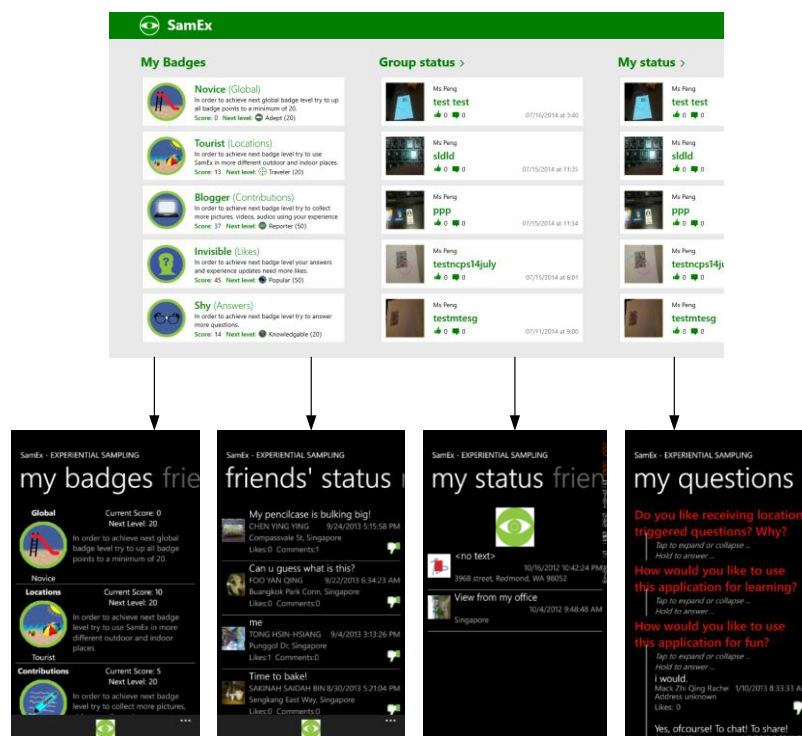 SamEx
My Badges
Novice (Global)
In order to achieve next global badge level try to up
all badge points to a minimum of 20.
Score: 0 Next level: Adept (20)
Tourist (Locations)
In order to achieve next badge level try to use
SamEx in more different outdoor and indoor places.
Score: 13 Next level: Traveler (20)
Blogger (Contributions)
In order to achieve next badge level try to collect
more pictures, videos, audios using your experience
Score: 37 Next level: Reporter (50)
Invisible (Likes)
In order to achieve next badge level your answers
and experience updates need more likes.
Score: 45 Next level: Popular (50)
Shy (Answers)
In order to achieve next badge level try to answer
more questions.
Score: 14 Next level: Knowledgable (20)
Group status >
Ms Peng
test test
0 0 07/16/2014 at 3:40
Ms Peng
sldld
0 0 07/15/2014 at 11:35
Ms Peng
ppp
0 0 07/15/2014 at 11:34
Ms Peng
testncps14july
0 0 07/13/2014 at 6:01
Ms Peng
testmtesg
0 0 07/11/2014 at 9:00
My status >
Ms Peng
test test
0 0
Ms Peng
sldld
0 0
Ms Peng
ppp
0 0
Ms Peng
testncps14ju
0 0
Ms Peng
testmtesg
0 0
SamEx - EXPERIENTIAL SAMPLING
my badges frie
Global
Current Score: 0
Next Level: 20
In order to achieve next global
badge level try to up all badge
points to a minimum of 20.
Novice
Locations
Current Score: 10
Next Level: 20
In order to achieve next badge
level try to use SamEx in more
different outdoor and indoor
places.
Tourist
Contributions
Current Score: 5
Next Level: 20
In order to achieve next badge
level try to collect more pictures,
SamEx - EXPERIENTIAL SAMPLING
friends' status
My pencilcase is bulking big!
CHEN YING YING 9/24/2013 5:15:58 PM
Compassvale St, Singapore
Likes:0 Comments:1
Can u guess what is this?
FOO YAN QING 9/22/2013 6:34:23 AM
Buangkok Park Conn, Singapore
Likes:0 Comments:0
me
TONG HSIN-HSIANG 9/4/2013 3:13:26 PM
Punggol Dr, Singapore
Likes:1 Comments:0
Time to bake!
SAKINAH SAIDAH BIN 8/30/2013 5:21:04 PM
Sengkang East Way, Singapore
Likes:0 Comments:0
SamEx - EXPERIENTIAL SAMPLING
my status frien
<no text>
10/16/2012 10:42:24 PM
3968 street, Redmond, WA 98052
View from my office
10/4/2012 9:48:48 AM
Singapore
SamEx - EXPERIENTIAL SAMPLING
my questions
Do you like receiving location
triggered questions? Why?
Tap to expand or collapse ...
Hold to answer ...
How would you like to use
this application for learning?
Tap to expand or collapse ...
Hold to answer ...
How would you like to use
this application for fun?
Tap to expand or collapse ...
Hold to answer ...
i would.
Mack Zhi Qing Rachel 1/10/2013 8:33:33 A
Address unknown
Likes: 0
Yes, ofcourse! To chat! To share!